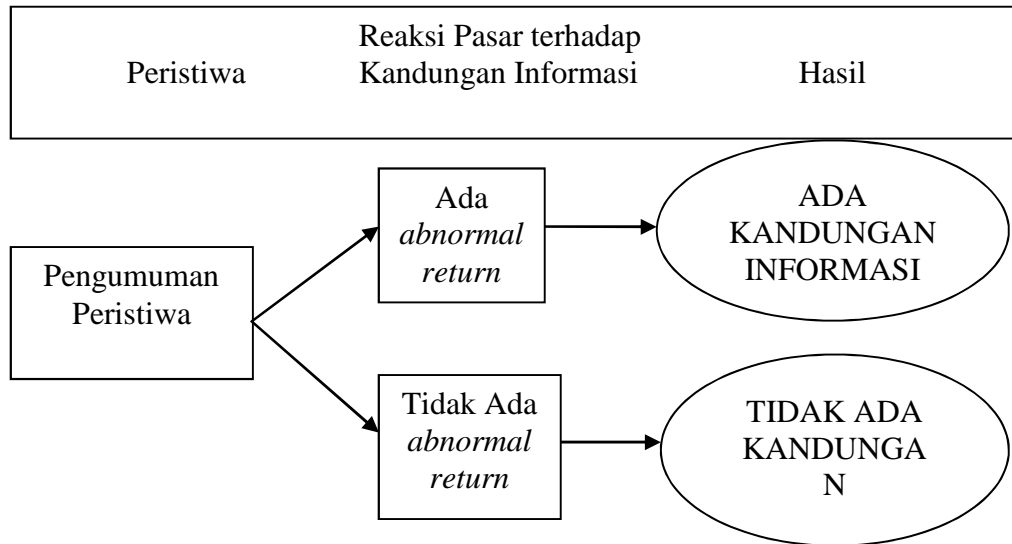 Reaksi Pasar terhadap
Peristiwa Kandungan Informasi Hasil
Ada
abnormal
return
ADA
KANDUNGAN
INFORMASI
Pengumuman
Peristiwa
Tidak Ada
abnormal
return
TIDAK ADA
KANDUNGA
N